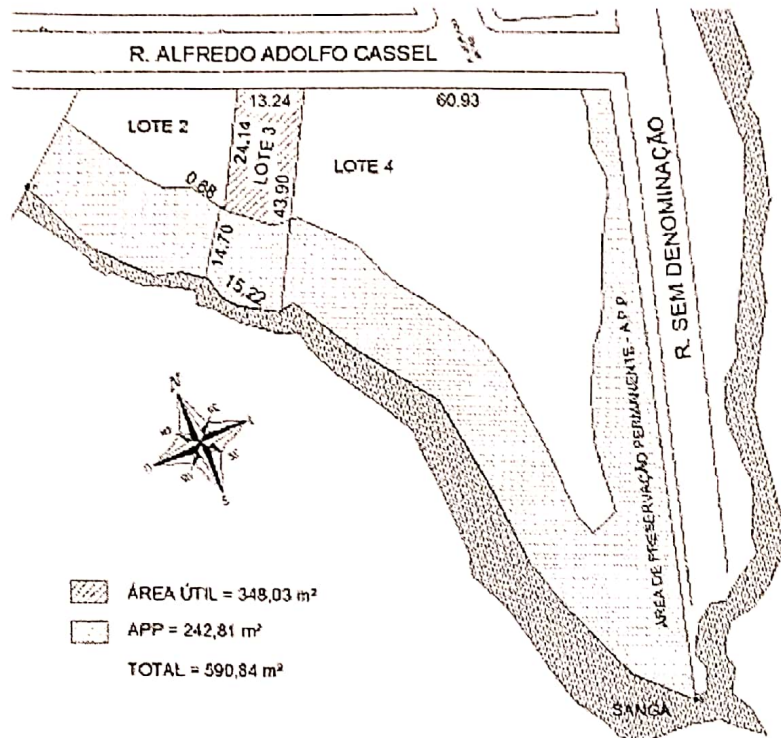 R. ALFREDO ADOLFO CASSEL
13.24
60.93
LOTE 2
24.14
LOTE 3
43.90
LOTE 4
0.68
14.70
15.22
R. SEM DENOMINAÇÃO
ÁREA DE PRESERVAÇÃO PERMANENTE - A.P.P.
N
S
ÁREA ÚTIL = 348,03 m²
APP = 242,81 m²
TOTAL = 590,84 m²
SANGA